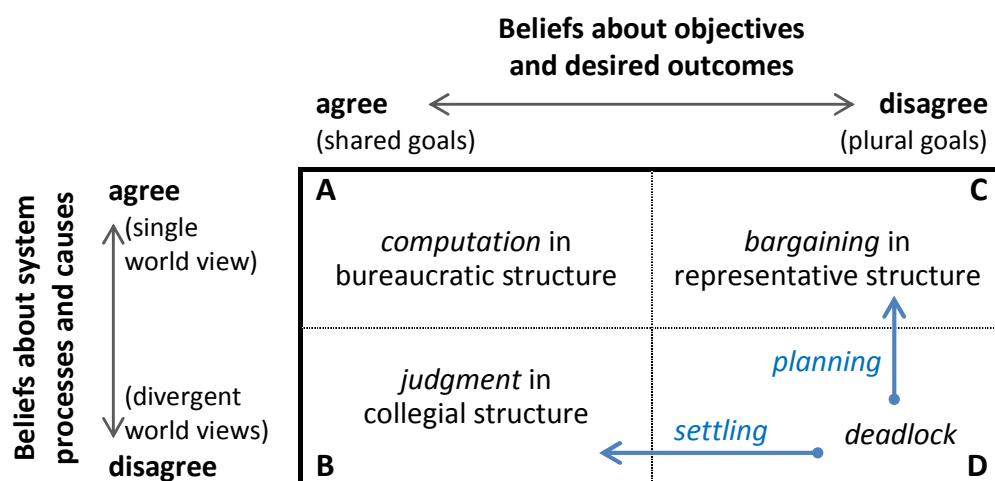 Beliefs about objectives
and desired outcomes
agree
disagree
(shared goals)
(plural goals)
Beliefs about system
processes and causes
agree
(single
world view)
(divergent
world views)
disagree
A
computation in
bureaucratic structure
C
bargaining in
representative structure
judgment in
collegial structure
B
planning
settling
deadlock
D